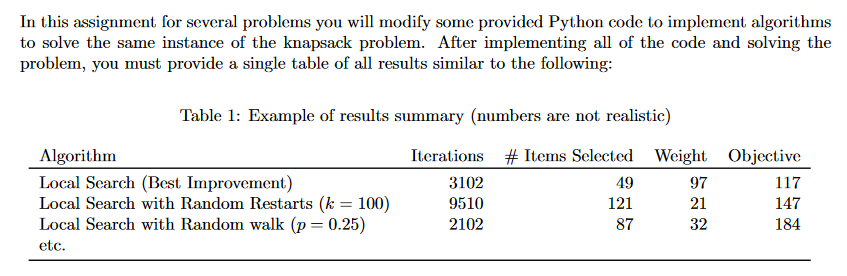 In this assignment for several problems you will modify some provided Python code to implement algorithms
to solve the same instance of the knapsack problem. After implementing all of the code and solving the
problem, you must provide a single table of all results similar to the following:
Table 1: Example of results summary (numbers are not realistic)
Algorithm Iterations # Items Selected Weight Objective
Local Search (Best Improvement) 3102 49 97 117
Local Search with Random Restarts (k = 100) 9510 121 21 147
Local Search with Random walk (p = 0.25) 2102 87 32 184
etc.